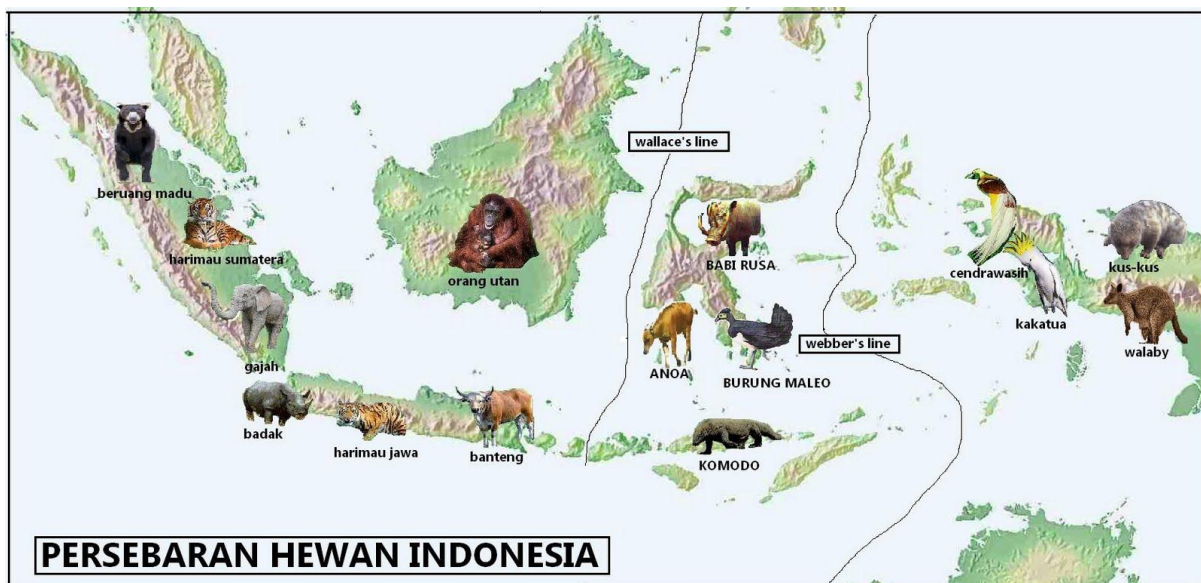 wallace's line
beruang madu
harimau sumatera
orang utan
BABI RUSA
cendrawasih
kus-kus
kakatua
walaby
webber's line
gajah
ANOA
BURUNG MALEO
badak
harimau jawa
banteng
KOMODO
PERSEBARAN HEWAN INDONESIA